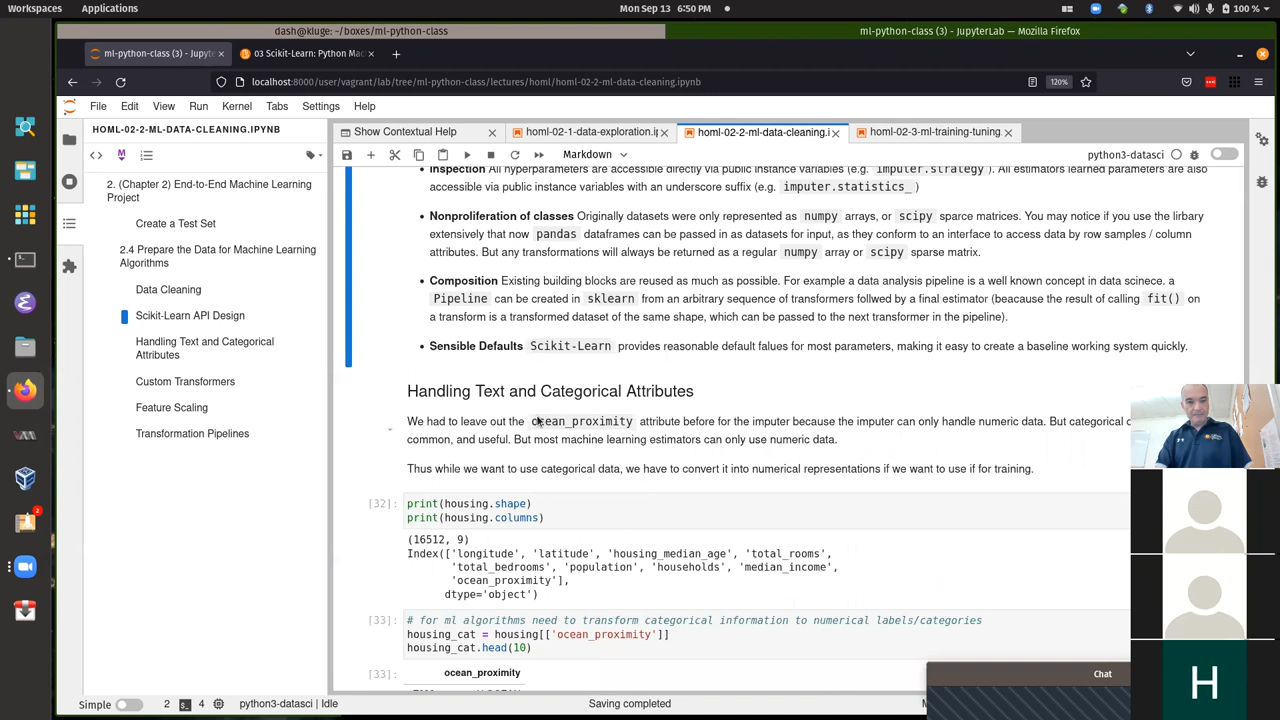 Workspaces Applications Mon Sep 13 6:50 PM 100 %
dash@kluge: ~/boxes/ml-python-class ml-python-class (3) - JupyterLab — Mozilla Firefox
ml-python-class (3) - Jupyte 03 Scikit-Learn: Python Mac
localhost:8000/user/vagrant/lab/tree/ml-python-class/lectures/homl/homl-02-2-ml-data-cleaning.ipynb 120%
File Edit View Run Kernel Tabs Settings Help
HOML-02-2-ML-DATA-CLEANING.IPYNB
2. (Chapter 2) End-to-End Machine Learning
Project
Create a Test Set
2.4 Prepare the Data for Machine Learning
Algorithms
Data Cleaning
Scikit-Learn API Design
Handling Text and Categorical
Attributes
Custom Transformers
Feature Scaling
Transformation Pipelines
Show Contextual Help homl-02-1-data-exploration.i homl-02-2-ml-data-cleaning.i homl-02-3-ml-training-tuning.
Markdown python3-datasci
Inspection All hyperparameters are accessible directly via public instance variables (e.g. imputer.strategy ). All estimators learned parameters are also
accessible via public instance variables with an underscore suffix (e.g. imputer.statistics_ )
• Nonproliferation of classes Originally datasets were only represented as numpy arrays, or scipy sparse matrices. You may notice if you use the lirbary
extensively that now pandas dataframes can be passed in as datasets for input, as they conform to an interface to access data by row samples / column
attributes. But any transformations will always be returned as a regular numpy array or scipy sparse matrix.
• Composition Existing building blocks are reused as much as possible. For example a data analysis pipeline is a well known concept in data scinece. a
Pipeline can be created in sklearn from an arbitrary sequence of transformers follwed by a final estimator (beacause the result of calling fit() on
a transform is a transformed dataset of the same shape, which can be passed to the next transformer in the pipeline).
• Sensible Defaults Scikit-Learn provides reasonable default falues for most parameters, making it easy to create a baseline working system quickly.
Handling Text and Categorical Attributes
We had to leave out the ocean_proximity attribute before for the imputer because the imputer can only handle numeric data. But categorical
common, and useful. But most machine learning estimators can only use numeric data.
Thus while we want to use categorical data, we have to convert it into numerical representations if we want to use if for training.
[32]: print(housing.shape)
print(housing.columns)
(16512, 9)
Index(['longitude', 'latitude', 'housing_median_age', 'total_rooms',
'total_bedrooms', 'population', 'households', 'median_income',
'ocean_proximity'],
dtype='object')
[33]: # for ml algorithms need to transform categorical information to numerical labels/categories
housing_cat = housing[['ocean_proximity']]
housing_cat.head(10)
[33]: ocean_proximity
Chat
H
Simple 2 4 python3-datasci | Idle Saving completed